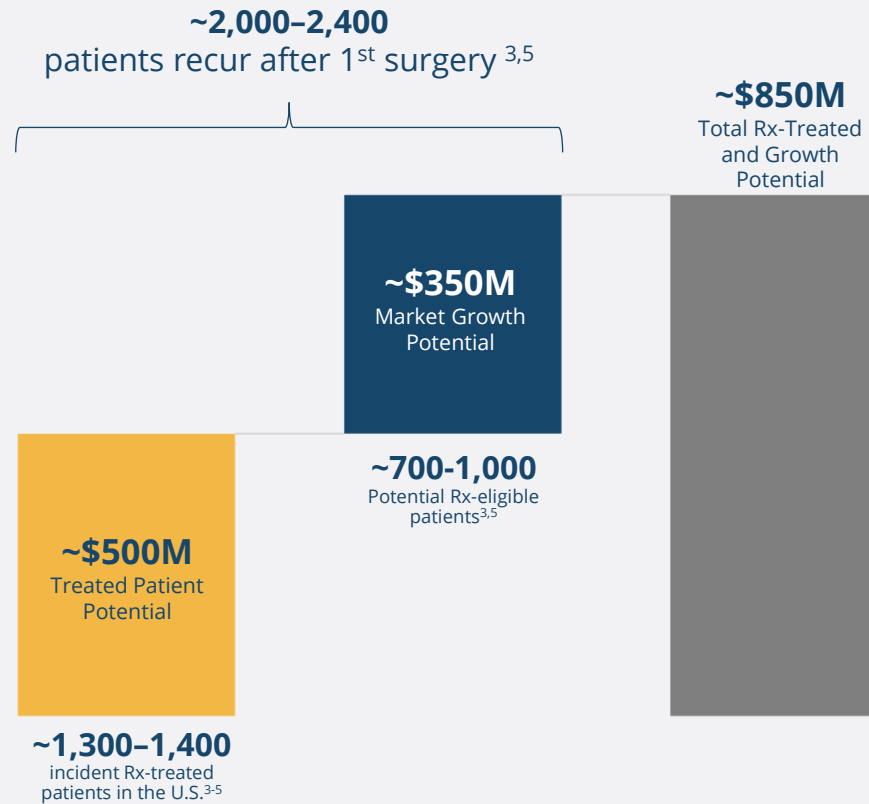 ~2,000–2,400
patients recur after 1st surgery 3,5
~$850M
Total Rx-Treated
and Growth
Potential
~$350M
Market Growth
Potential
~700-1,000
Potential Rx-eligible
patients3,5
~$500M
Treated Patient
Potential
~1,300–1,400
incident Rx-treated
patients in the U.S.3-5